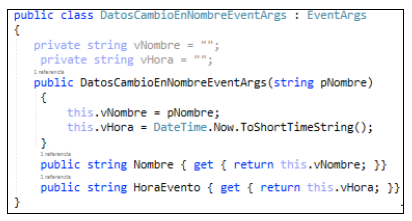 public class DatosCambioEnNombreEventArgs : EventArgs
{
private string vNombre = "";
private string vHora = "";
1 referencia
public DatosCambioEnNombreEventArgs(string pNombre)
{
this.vNombre = pNombre;
this.vHora = DateTime.Now.ToShortTimeString();
}
1 referencia
public string Nombre { get { return this.vNombre; }}
1 referencia
public string HoraEvento { get { return this.vHora; }}
}